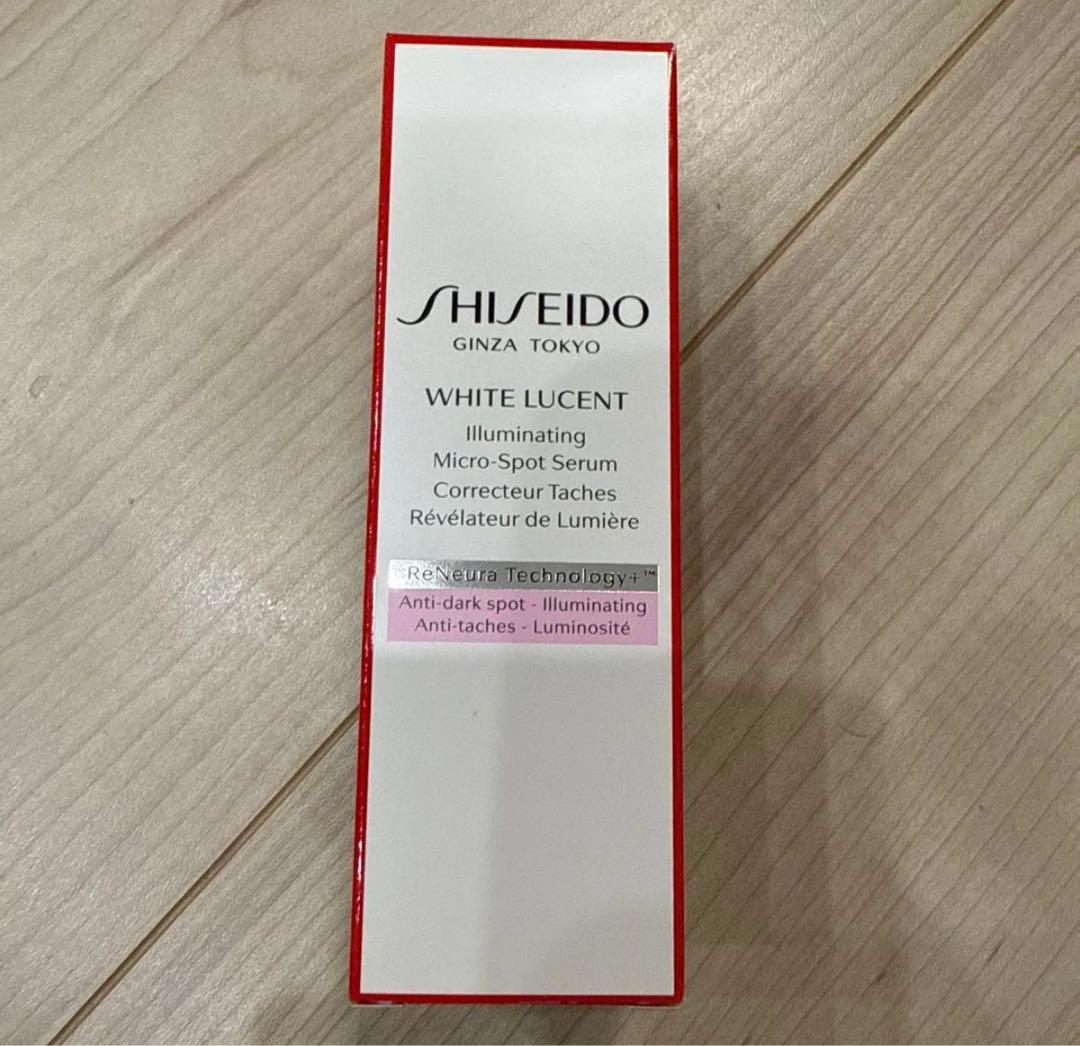 SHISEIDO
GINZA TOKYO
WHITE LUCENT
Illuminating
Micro-Spot Serum
Correcteur Taches
Révélateur de Lumière
ReNeura Technology+™
Anti-dark spot - Illuminating
Anti-taches - Luminosité